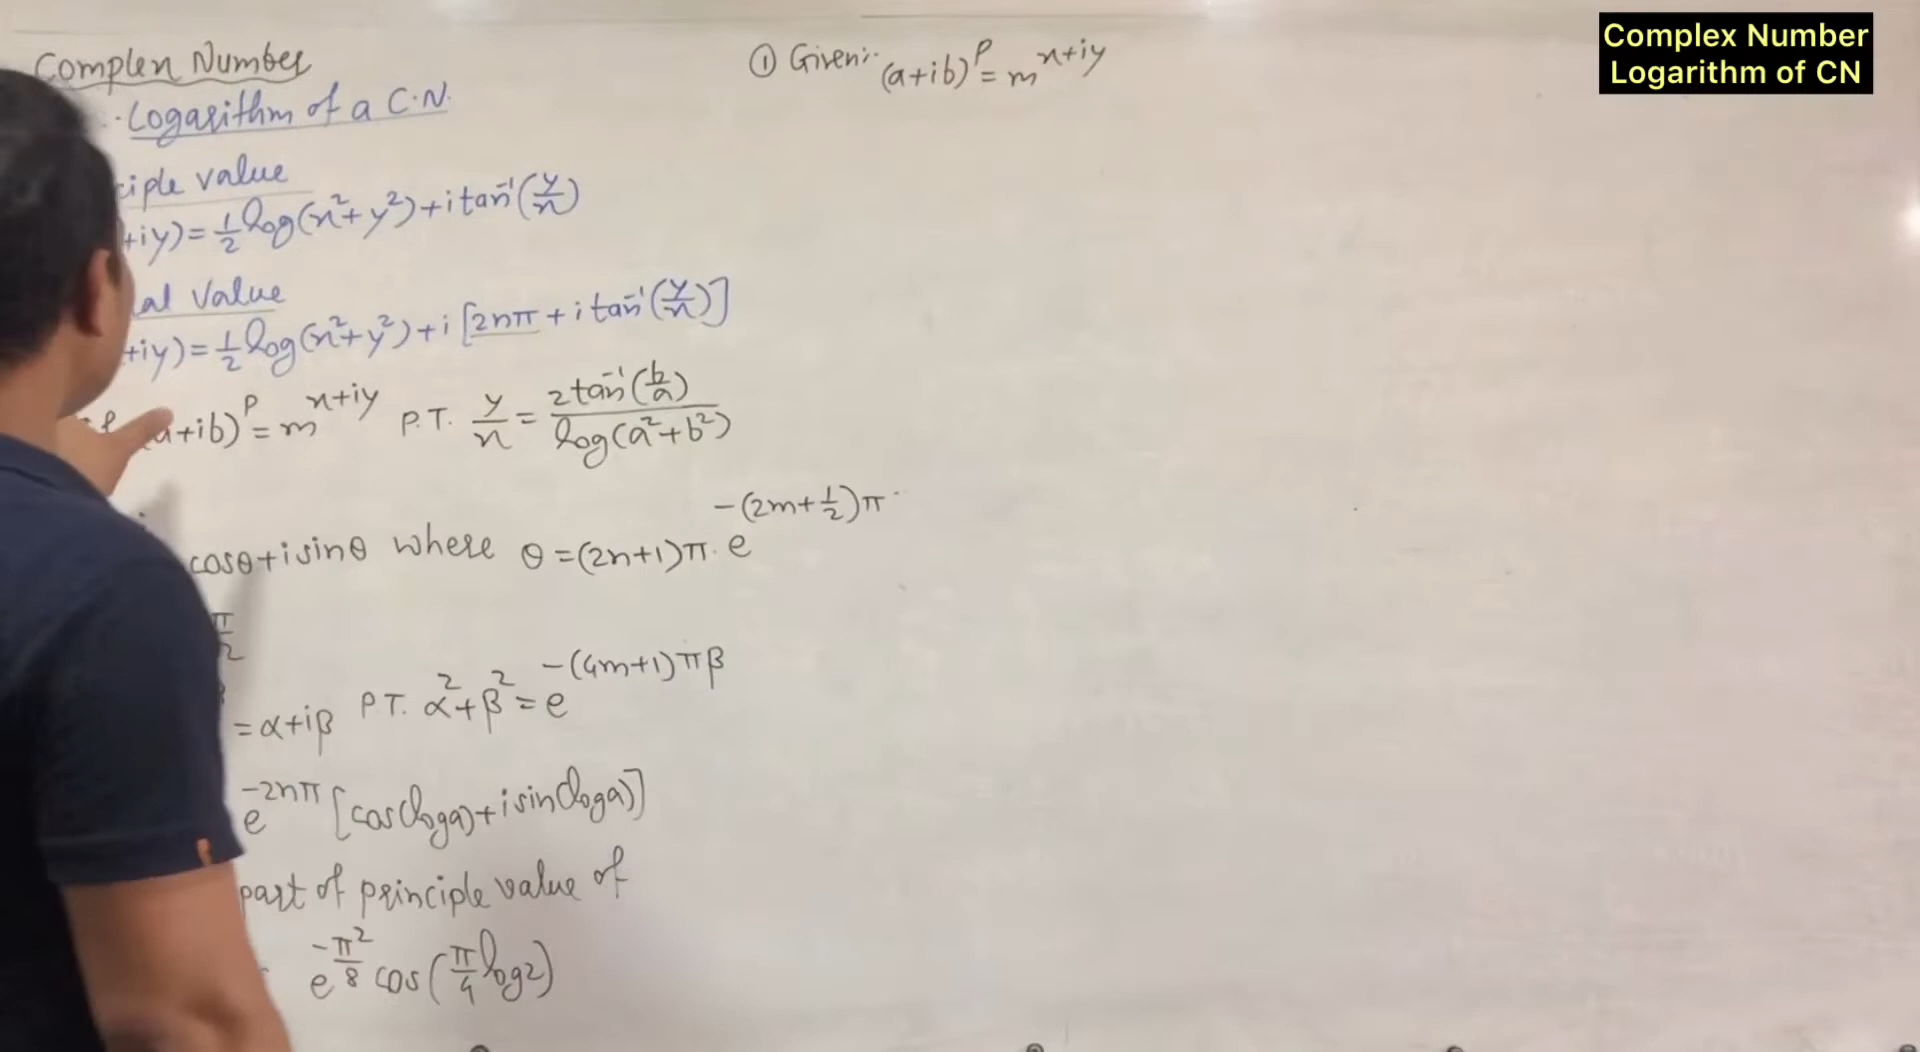 Complex Number
Logarithm of CN
Complex Number
Logarithm of a C.N.
ciple value
+iy) = 1/2 log(x²+y²) + i tan⁻¹(y/x)
al Value
+iy) = 1/2 log(x²+y²) + i [2nπ + i tan⁻¹(y/x)]
+ib)^p = m^(x+iy) P.T. y/x = 2 tan⁻¹(b/a) / log(a²+b²)
cosθ+isinθ where θ = (2n+1)π. e^(-(2m+1/2)π)
= α+iβ P.T. α²+β² = e^(-(4m+1)πβ)
e^(-2nπ) [cos(loga)+isin(loga)]
part of principle value of
e^(-π²/8) cos(π/4 log2)
① Given:- (a+ib)^p = m^(x+iy)